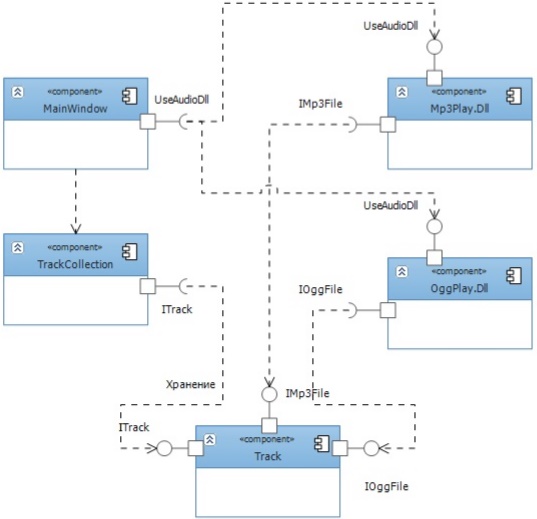 UseAudioDll
«component»
MainWindow
UseAudioDll
IMp3File
«component»
Mp3Play.Dll
UseAudioDll
«component»
TrackCollection
ITrack
IOggFile
«component»
OggPlay.Dll
Хранение
IMp3File
ITrack
«component»
Track
IOggFile